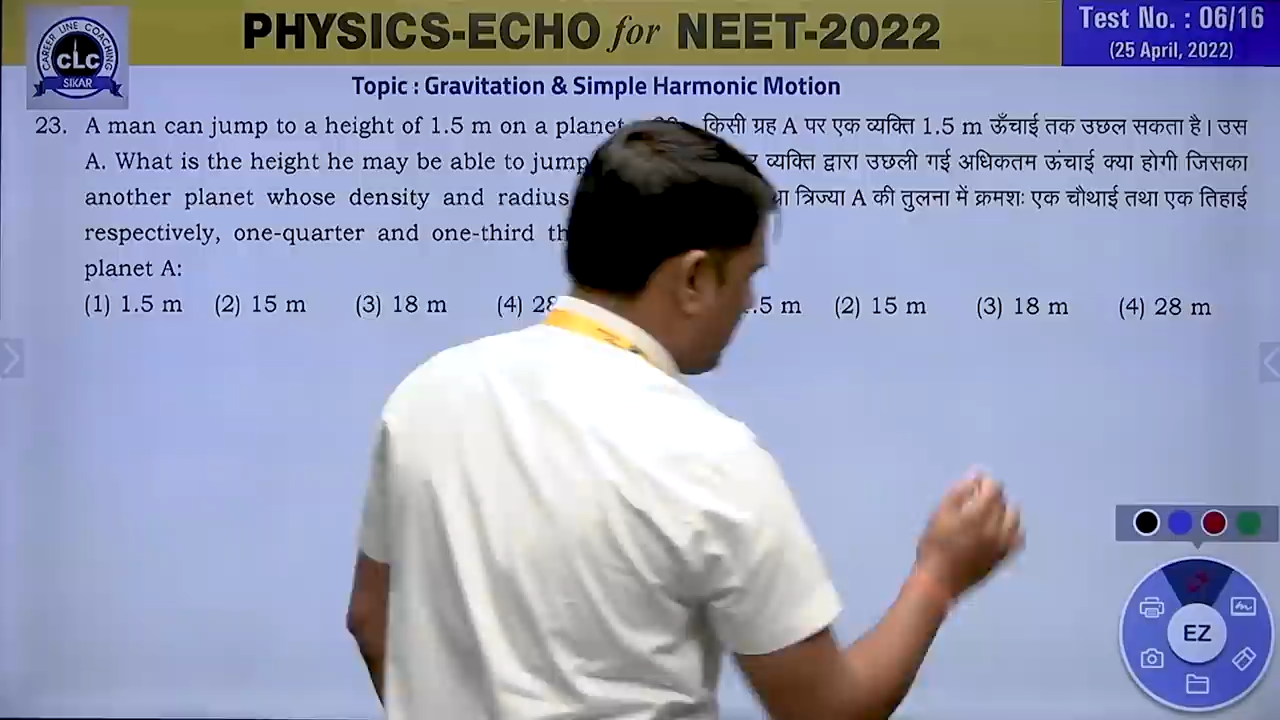 CAREER LINE COACHING
CLC
SIKAR
PHYSICS-ECHO for NEET-2022
Test No. : 06/16
(25 April, 2022)
Topic : Gravitation & Simple Harmonic Motion
23. A man can jump to a height of 1.5 m on a planet
A. What is the height he may be able to jump
another planet whose density and radius
respectively, one-quarter and one-third
planet A:
(1) 1.5 m (2) 15 m (3) 18 m (4)
किसी ग्रह A पर एक व्यक्ति 1.5 m ऊँचाई तक उछल सकता है। उस
व्यक्ति द्वारा उछली गई अधिकतम ऊंचाई क्या होगी जिसका
त्रिज्या A की तुलना में क्रमशः एक चौथाई तथा एक तिहाई
.5 m (2) 15 m (3) 18 m (4) 28 m
EZ